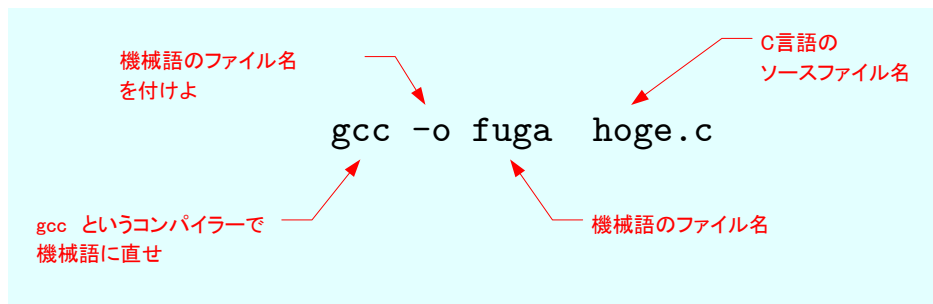 機械語のファイル名
を付けよ
C言語の
ソースファイル名
gcc -o fuga hoge.c
gcc というコンパイラーで
機械語に直せ
機械語のファイル名